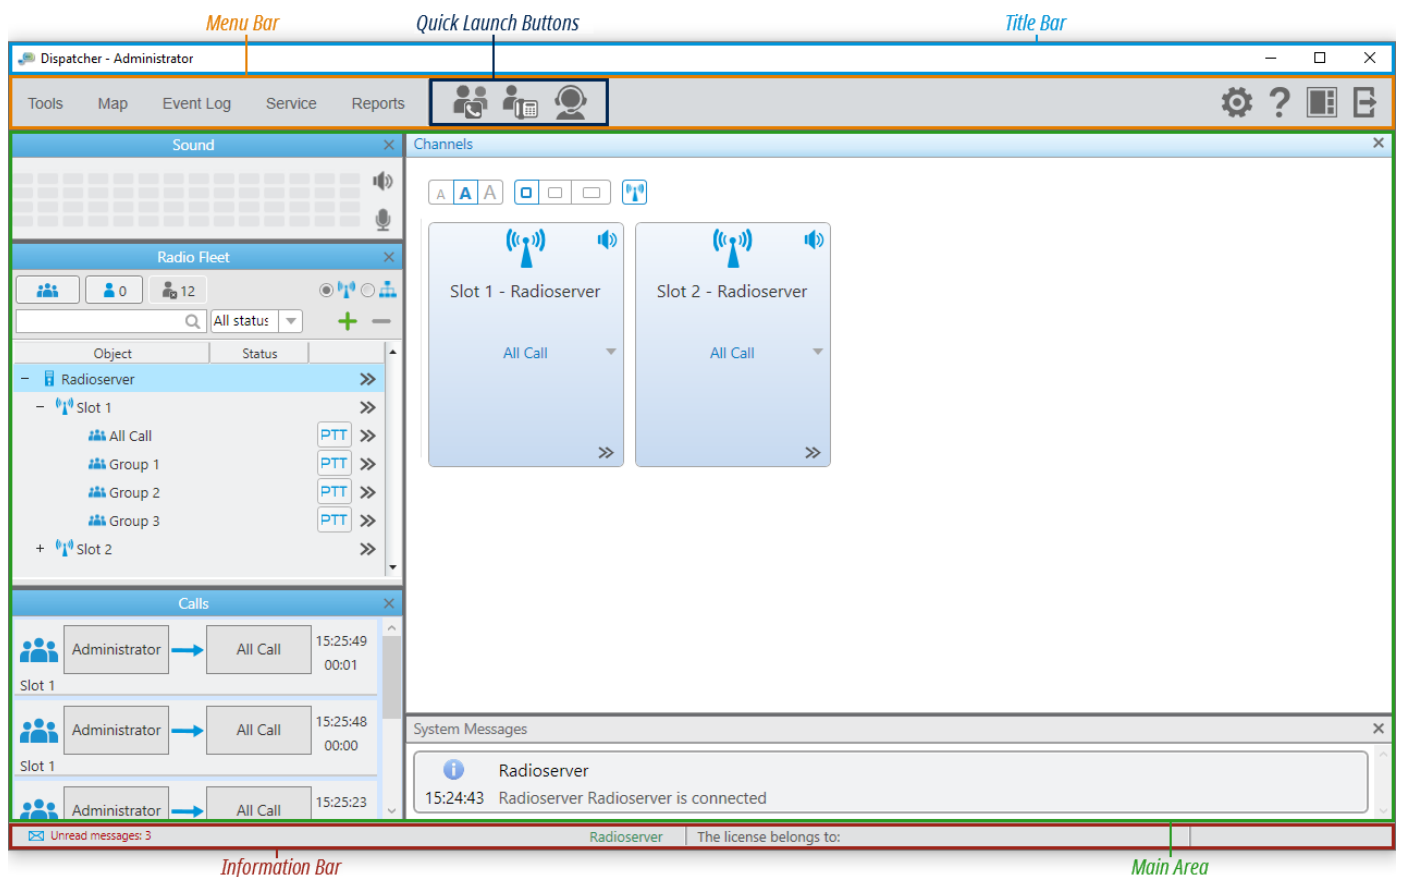 Menu Bar
Quick Launch Buttons
Title Bar
Dispatcher - Administrator
Tools Map Event Log Service Reports
Sound
Channels
A A A
Radio Fleet
0
12
All status
Object Status
Radioserver
Slot 1
All Call PTT
Group 1 PTT
Group 2 PTT
Group 3 PTT
Slot 2
Slot 1 - Radioserver
All Call
Slot 2 - Radioserver
All Call
Calls
Administrator All Call 15:25:49
00:01
Slot 1
Administrator All Call 15:25:48
00:00
Slot 1
Administrator All Call 15:25:23
System Messages
Radioserver
15:24:43 Radioserver Radioserver is connected
Unread messages: 3
Radioserver
The license belongs to:
Information Bar
Main Area